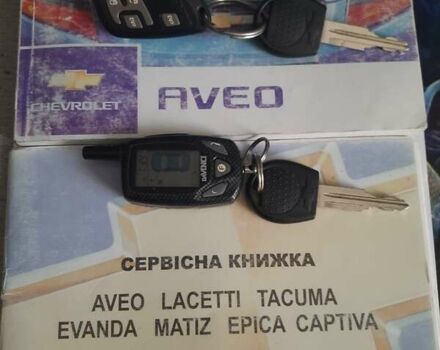 CHEVROLET
AVEO
СЕРВІСНА КНИЖКА
AVEO LACETTI TACUMA
EVANDA MATIZ EPICA CAPTIVA